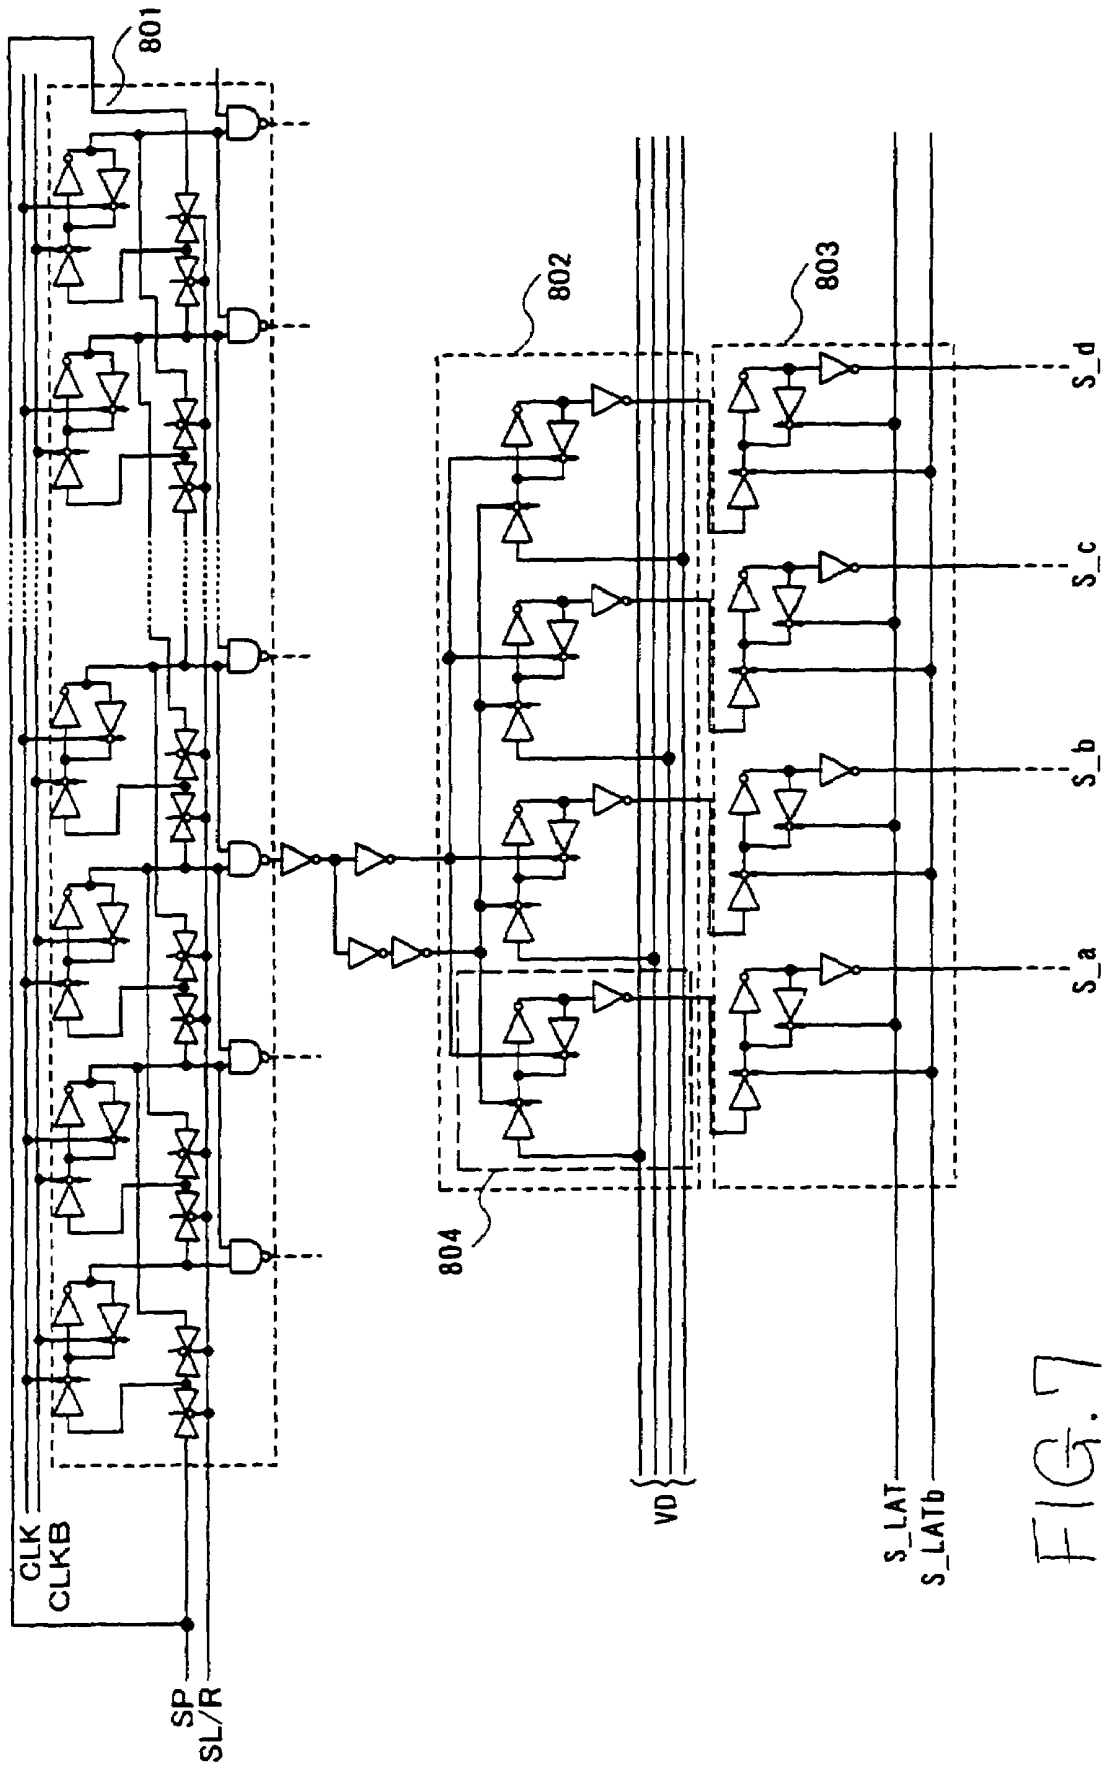 801
CLK
CLKB
SP
SL/R
802
804
VD
803
S_LAT
S_LATb
S_a
S_b
S_c
S_d
FIG. 7